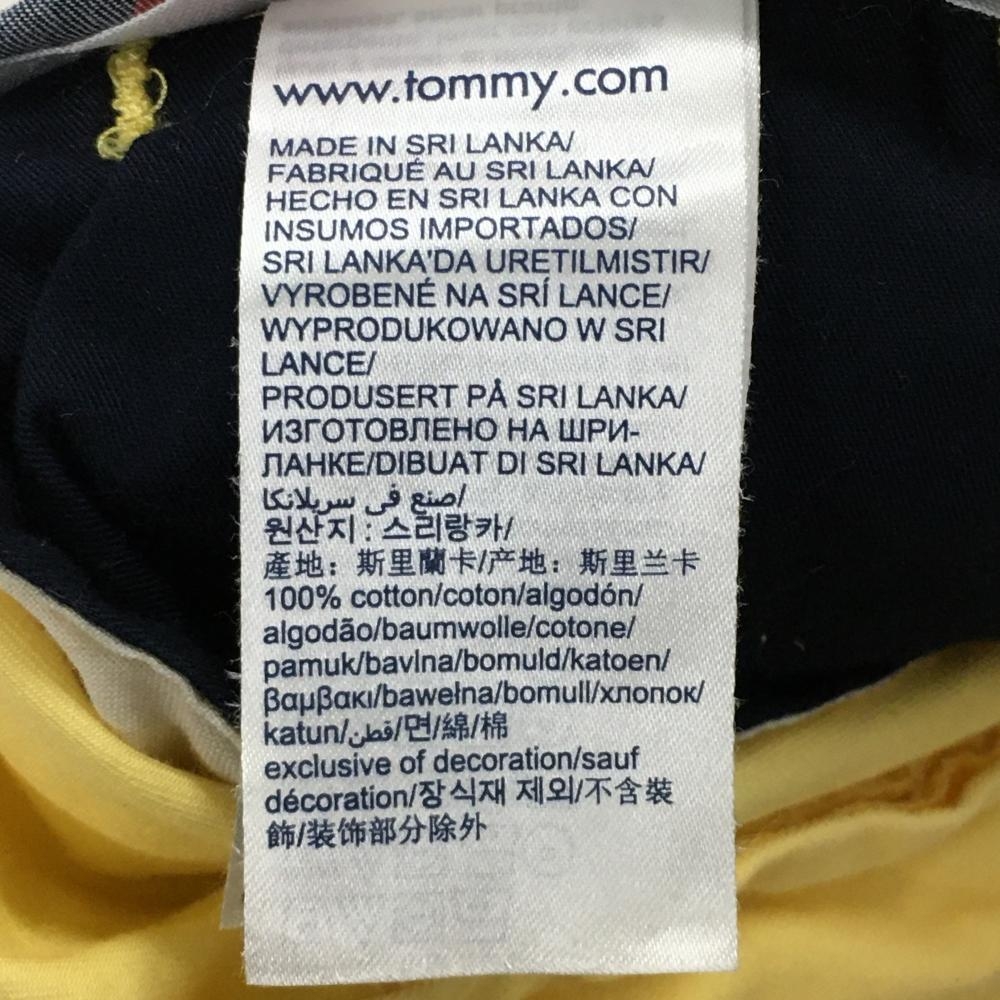 www.tommy.com
MADE IN SRI LANKA/
FABRIQUÉ AU SRI LANKA/
HECHO EN SRI LANKA CON
INSUMOS IMPORTADOS/
SRI LANKA'DA URETILMISTIR/
VYROBENÉ NA SRÍ LANCE/
WYPRODUKOWANO W SRI
LANCE/
PRODUSERT PÅ SRI LANKA/
ИЗГОТОВЛЕНО НА ШРИ-
ЛАНКЕ/DIBUAT DI SRI LANKA/
صنع في سريلانكا/
원산지 : 스리랑카/
產地：斯里蘭卡/产地：斯里兰卡
100% cotton/coton/algodón/
algodão/baumwolle/cotone/
pamuk/bavlna/bomuld/katoen/
βαμβακι/bawełna/bomull/хлопок/
katun/قطن/면/綿/棉
exclusive of decoration/sauf
décoration/장식재 제외/不含裝
飾/装饰部分除外